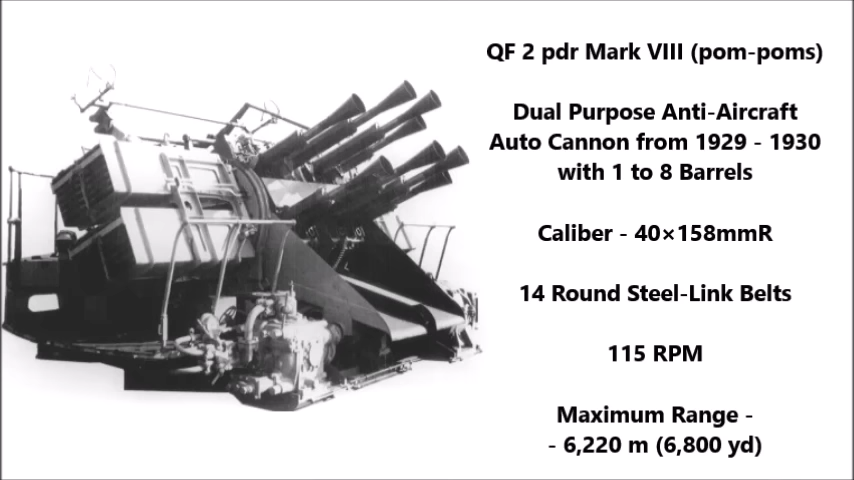 QF 2 pdr Mark VIII (pom-poms)
Dual Purpose Anti-Aircraft
Auto Cannon from 1929 - 1930
with 1 to 8 Barrels
Caliber - 40×158mmR
14 Round Steel-Link Belts
115 RPM
Maximum Range -
- 6,220 m (6,800 yd)